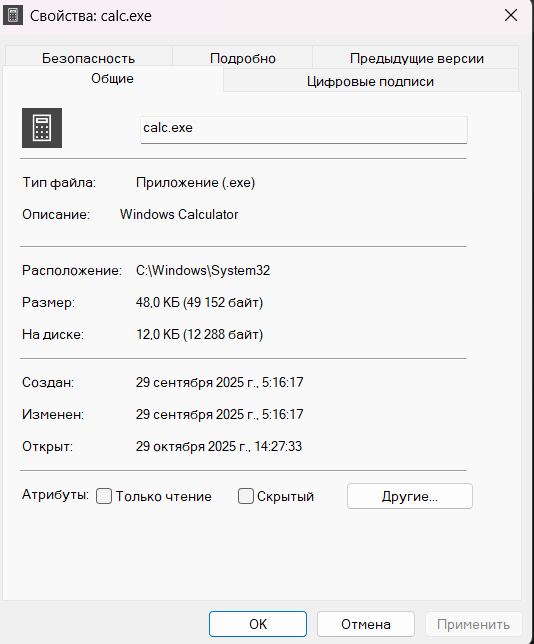 Свойства: calc.exe
Безопасность Подробно Предыдущие версии
Общие Цифровые подписи
calc.exe
Тип файла: Приложение (.exe)
Описание: Windows Calculator
Расположение: C:\Windows\System32
Размер: 48,0 КБ (49 152 байт)
На диске: 12,0 КБ (12 288 байт)
Создан: 29 сентября 2025 г., 5:16:17
Изменен: 29 сентября 2025 г., 5:16:17
Открыт: 29 октября 2025 г., 14:27:33
Атрибуты: Только чтение Скрытый Другие...
ОК Отмена Применить